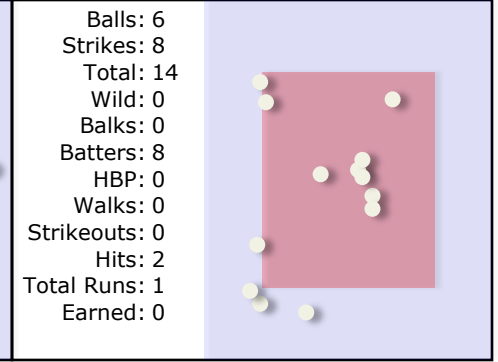 Balls: 6
Strikes: 8
Total: 14
Wild: 0
Balks: 0
Batters: 8
HBP: 0
Walks: 0
Strikeouts: 0
Hits: 2
Total Runs: 1
Earned: 0